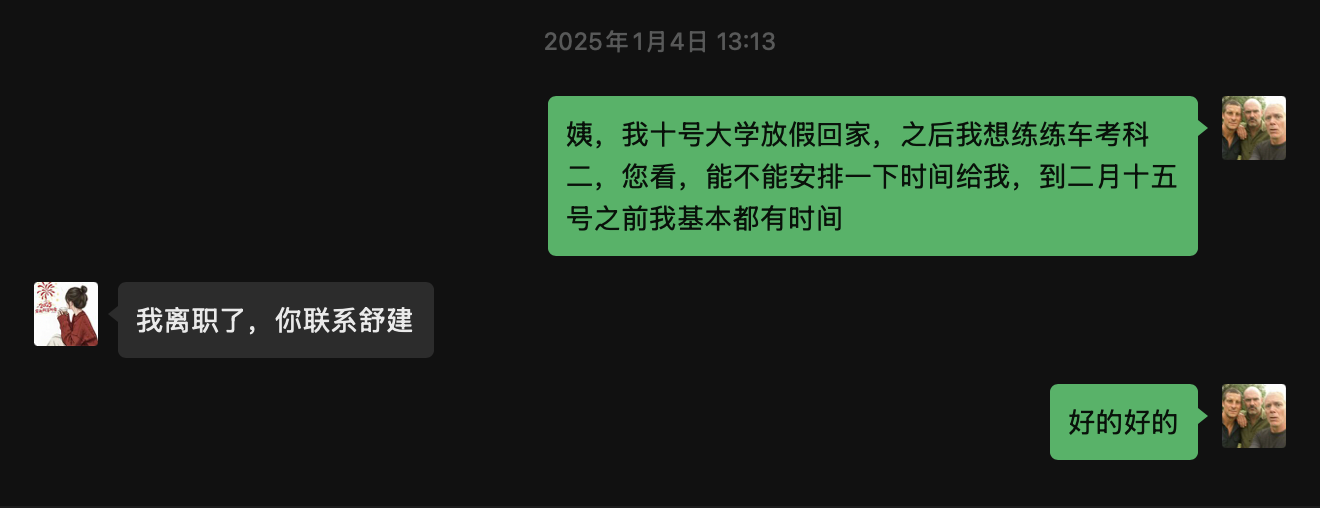 2025年1月4日 13:13
姨，我十号大学放假回家，之后我想练练车考科
二，您看，能不能安排一下时间给我，到二月十五
号之前我基本都有时间
我离职了，你联系舒建
好的好的